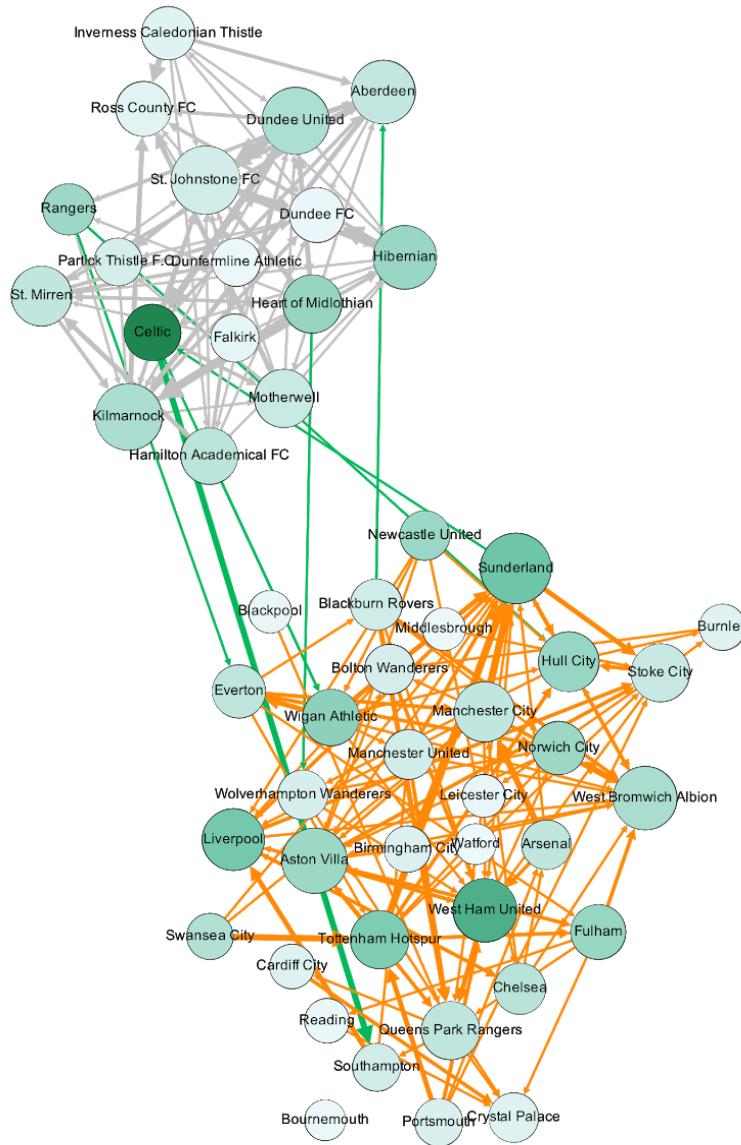 Inverness Caledonian Thistle
Aberdeen
Ross County FC
Dundee United
St. Johnstone FC
Rangers
Dundee FC
Partick Thistle F.C.
Dunfermline Athletic
Hibernian
St. Mirren
Heart of Midlothian
Celtic
Falkirk
Motherwell
Kilmarnock
Hamilton Academical FC
Newcastle United
Sunderland
Blackpool
Blackburn Rovers
Middlesbrough
Burnley
Bolton Wanderers
Hull City
Stoke City
Everton
Wigan Athletic
Manchester City
Norwich City
Manchester United
Wolverhampton Wanderers
Leicester City
West Bromwich Albion
Liverpool
Aston Villa
Birmingham City
Watford
Arsenal
West Ham United
Swansea City
Tottenham Hotspur
Fulham
Cardiff City
Chelsea
Reading
Queens Park Rangers
Southampton
Bournemouth
Portsmouth
Crystal Palace